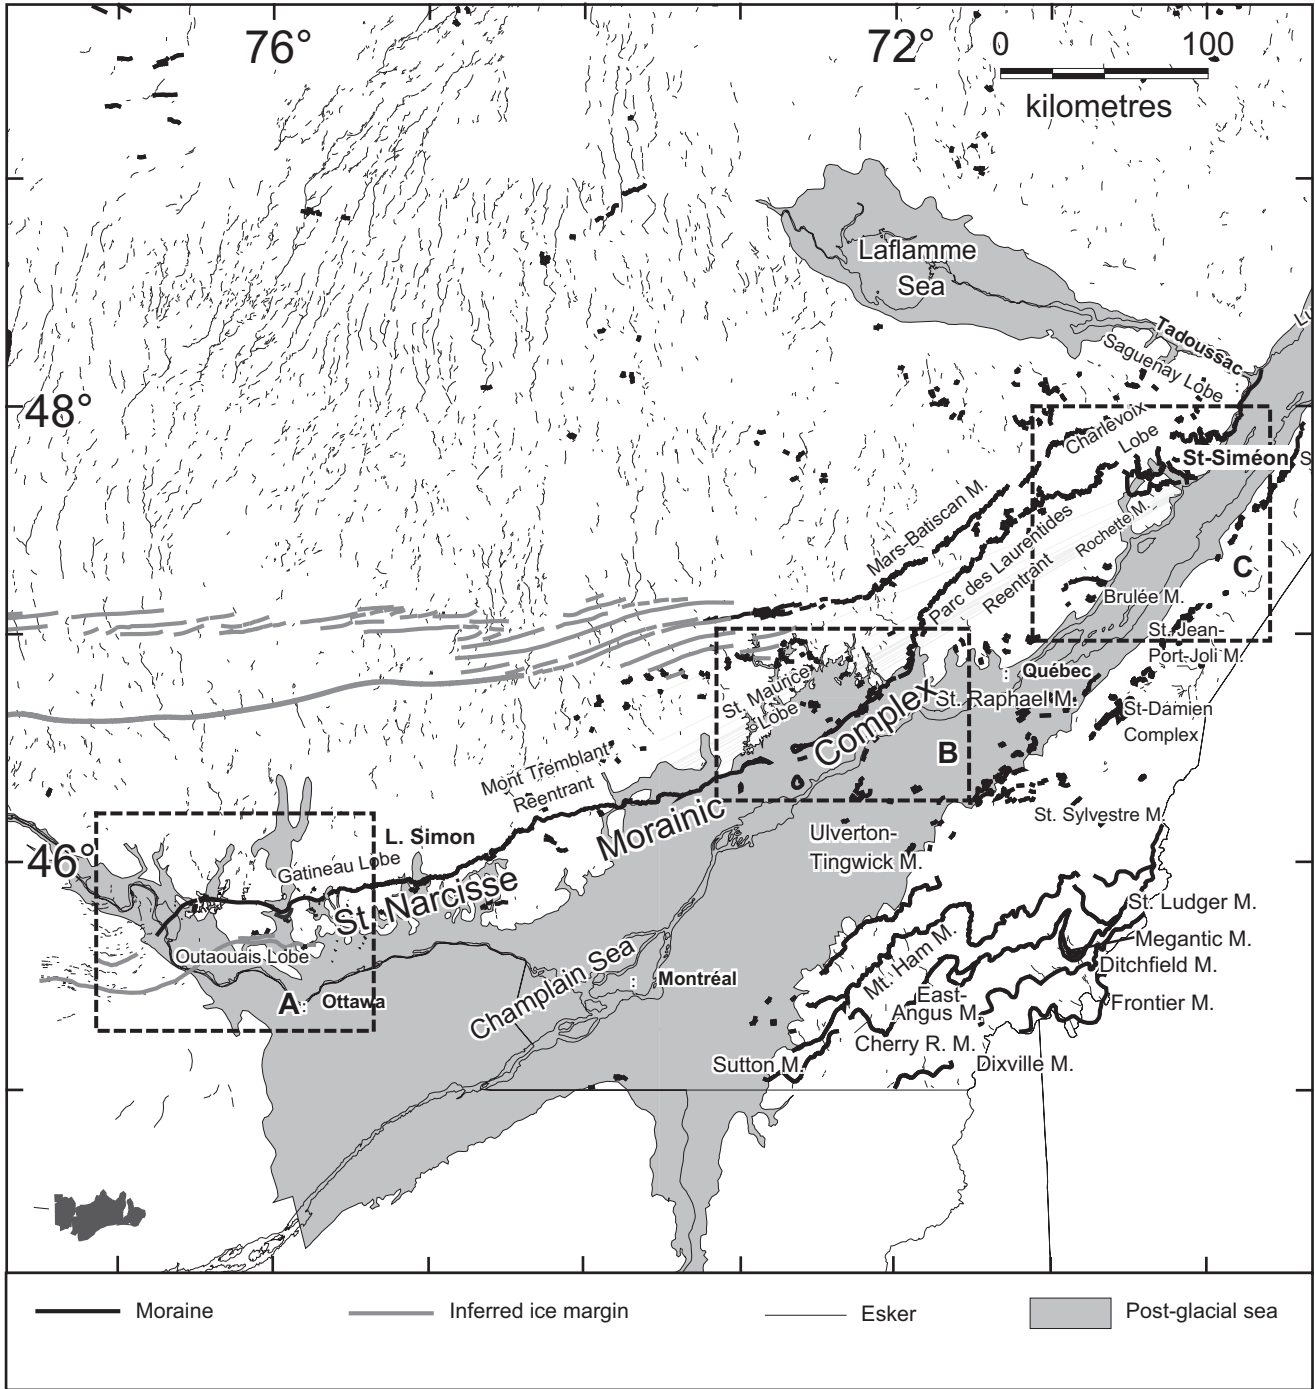 76°
72°
0
100
kilometres
Laflamme
Sea
Tadoussac
Saguenay Lobe
48°
Charlevoix
Lobe
St-Siméon
Mars-Batiscan M.
Parc des Laurentides
Reentrant
Rochette M.
C
Brulée M.
St. Jean-
Port-Joli M.
Québec
St. Maurice
Lobe
St. Raphael M.
St-Damien
Complex
B
Mont Tremblant
Reentrant
St. Narcisse
Morainic
Complex
Ulverton-
Tingwick M.
St. Sylvestre M.
46°
L. Simon
Gatineau Lobe
Outaouais Lobe
A
Ottawa
Champlain Sea
Montréal
St. Ludger M.
Mt. Ham M.
Megantic M.
Ditchfield M.
East-
Angus M.
Frontier M.
Cherry R. M.
Sutton M.
Dixville M.
Moraine
Inferred ice margin
Esker
Post-glacial sea